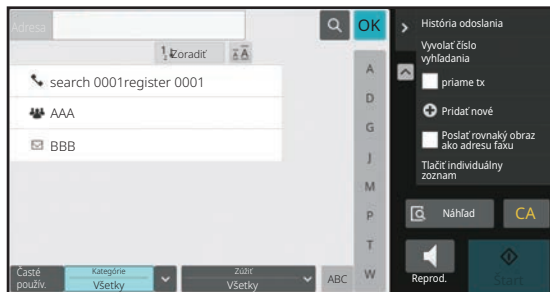 Adresa
OK
Zoradiť
search 0001register 0001
AAA
BBB
A
D
G
J
M
P
T
W
Časté
použív.
Kategórie
Všetky
Zúžiť
Všetky
ABC
História odoslania
Vyvolať číslo
vyhľadania
priame tx
Pridať nové
Poslať rovnaký obraz
ako adresu faxu
Tlačiť individuálny
zoznam
Náhľad
CA
Reprod.
Start